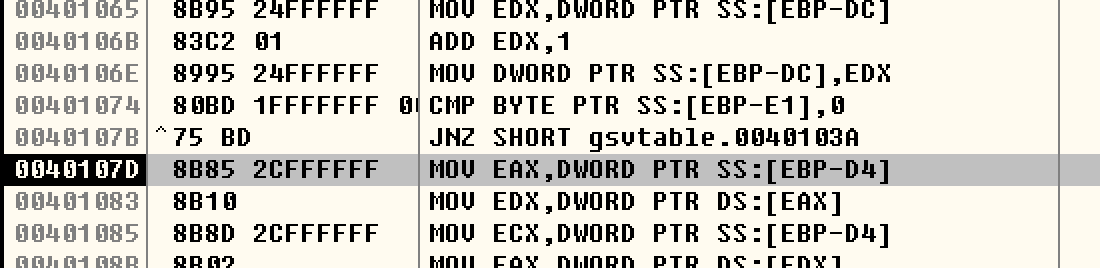 00401065 8B95 24FFFFFF MOV EDX,DWORD PTR SS:[EBP-DC]
0040106B 83C2 01 ADD EDX,1
0040106E 8995 24FFFFFF MOV DWORD PTR SS:[EBP-DC],EDX
00401074 80BD 1FFFFFFF 0 CMP BYTE PTR SS:[EBP-E1],0
0040107B ^75 BD JNZ SHORT gsvtable.0040103A
0040107D 8B85 2CFFFFFF MOV EAX,DWORD PTR SS:[EBP-D4]
00401083 8B10 MOV EDX,DWORD PTR DS:[EAX]
00401085 8B8D 2CFFFFFF MOV ECX,DWORD PTR SS:[EBP-D4]
0040108B 8B02 MOV EAX,DWORD PTR DS:[EDX]